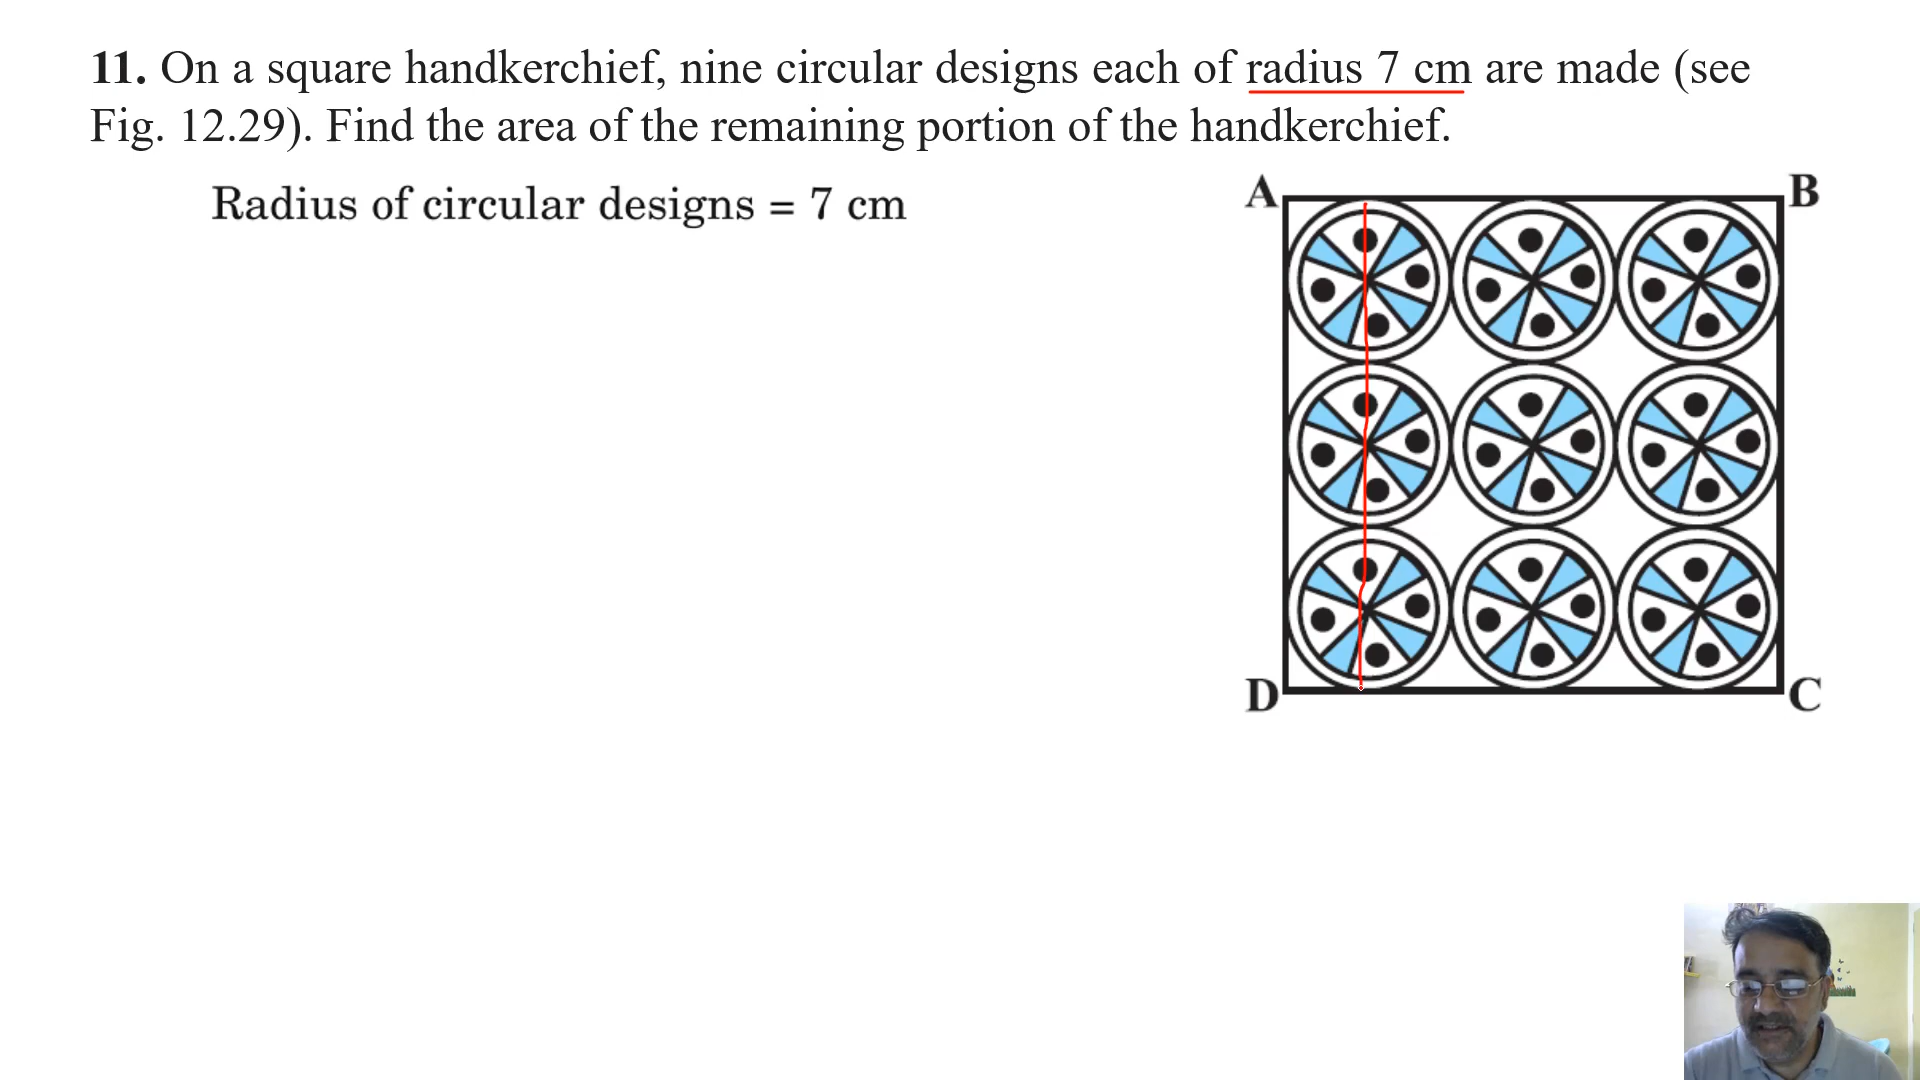 11. On a square handkerchief, nine circular designs each of radius 7 cm are made (see
Fig. 12.29). Find the area of the remaining portion of the handkerchief.
Radius of circular designs = 7 cm
A
B
D
C